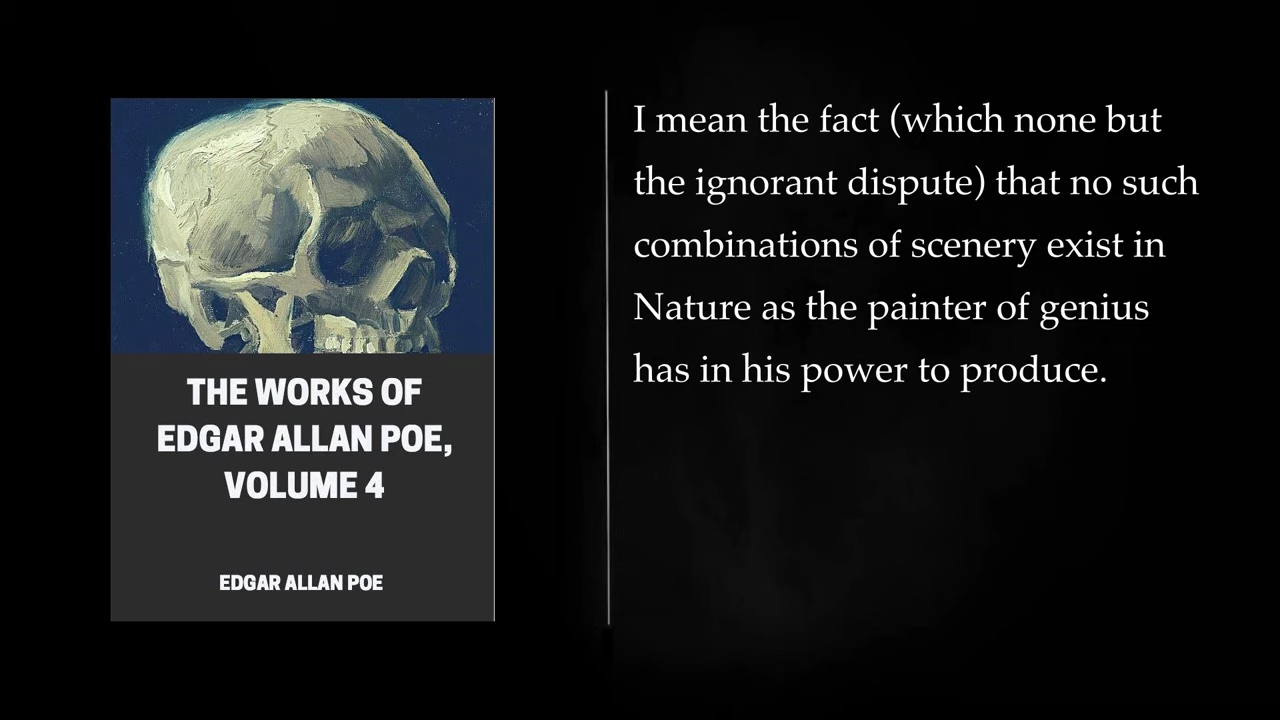 THE WORKS OF
EDGAR ALLAN POE,
VOLUME 4
EDGAR ALLAN POE
I mean the fact (which none but
the ignorant dispute) that no such
combinations of scenery exist in
Nature as the painter of genius
has in his power to produce.